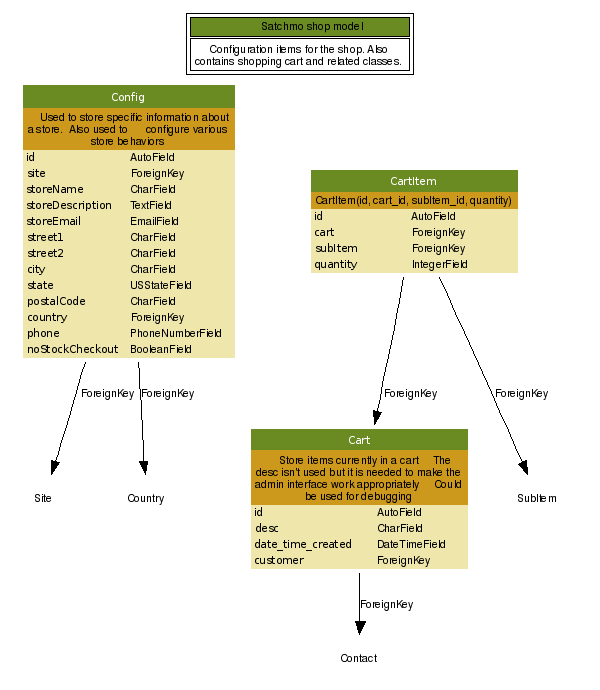 Satchmo shop model
Configuration items for the shop. Also
contains shopping cart and related classes.
Config
Used to store specific information about
a store. Also used to configure various
store behaviors
id AutoField
site ForeignKey
storeName CharField
storeDescription TextField
storeEmail EmailField
street1 CharField
street2 CharField
city CharField
state USStateField
postalCode CharField
country ForeignKey
phone PhoneNumberField
noStockCheckout BooleanField
CartItem
CartItem(id, cart_id, subItem_id, quantity)
id AutoField
cart ForeignKey
subItem ForeignKey
quantity IntegerField
ForeignKey
ForeignKey
ForeignKey
ForeignKey
Cart
Store items currently in a cart The
desc isn't used but it is needed to make the
admin interface work appropriately Could
be used for debugging
id AutoField
desc CharField
date_time_created DateTimeField
customer ForeignKey
Site
Country
SubItem
ForeignKey
Contact